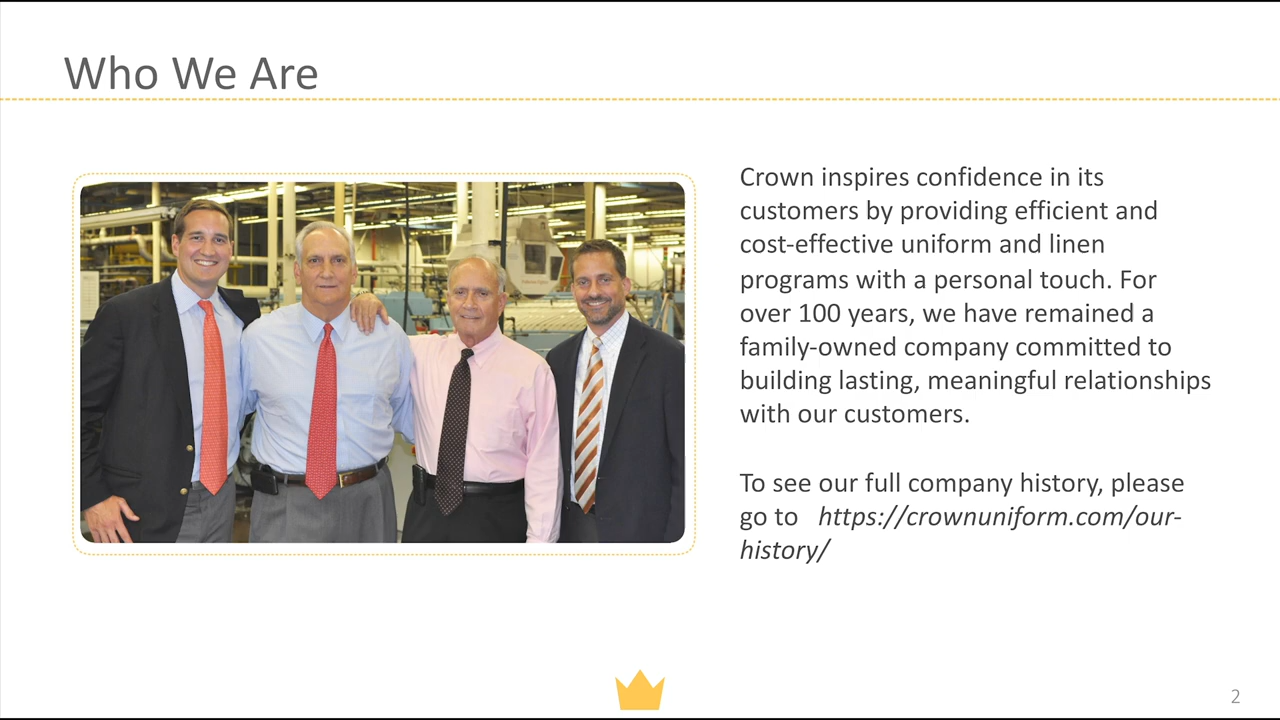 Who We Are
Crown inspires confidence in its
customers by providing efficient and
cost-effective uniform and linen
programs with a personal touch. For
over 100 years, we have remained a
family-owned company committed to
building lasting, meaningful relationships
with our customers.
To see our full company history, please
go to https://crownuniform.com/our-
history/
2